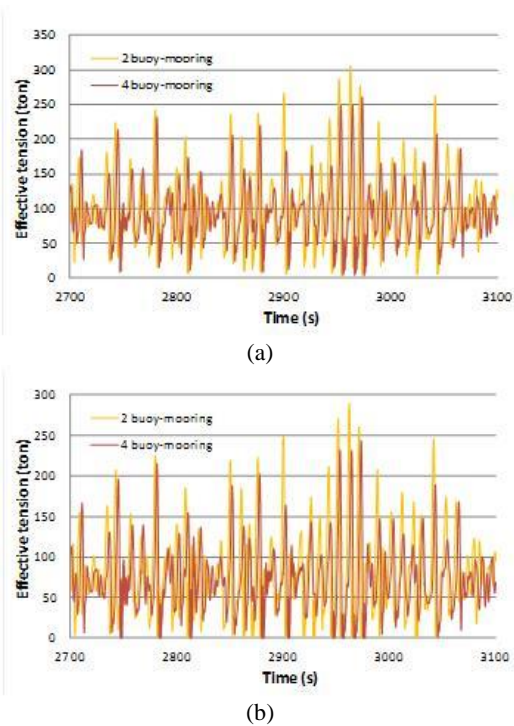 350
300
250
200
150
100
50
0
Effective tension (ton)
2 buoy-mooring
4 buoy-mooring
2700 2800 2900 3000 3100
Time (s)
(a)
300
250
200
150
100
50
0
Effective tension (ton)
2 buoy-mooring
4 buoy-mooring
2700 2800 2900 3000 3100
Time (s)
(b)